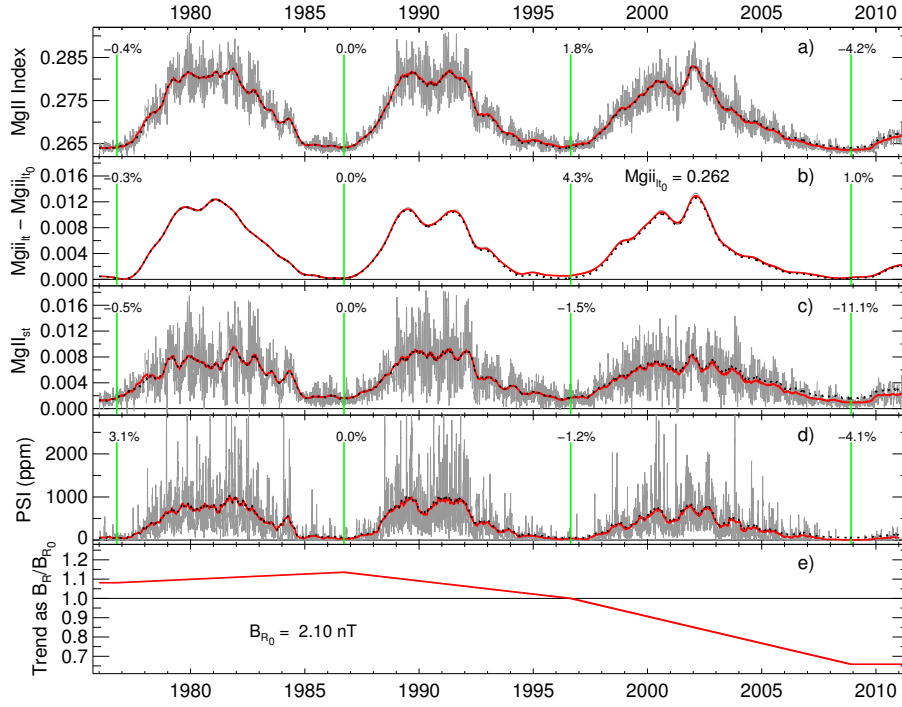 1980 1985 1990 1995 2000 2005 2010
−0.4% 0.0% 1.8% −4.2%
a)
MgII Index
0.285
0.275
0.265
−0.3% 0.0% 4.3% MgiI_lt₀ = 0.262 1.0%
b)
Mgii_lt − Mgii_lt₀
0.016
0.012
0.008
0.004
0.000
−0.5% 0.0% −1.5% −11.1%
c)
MgII_st
0.016
0.012
0.008
0.004
0.000
3.1% 0.0% −1.2% −4.1%
d)
PSI (ppm)
2000
1000
0
e)
Trend as B_R/B_R₀
1.2
1.1
1.0
0.9
0.8
0.7
B_R₀ = 2.10 nT
1980 1985 1990 1995 2000 2005 2010